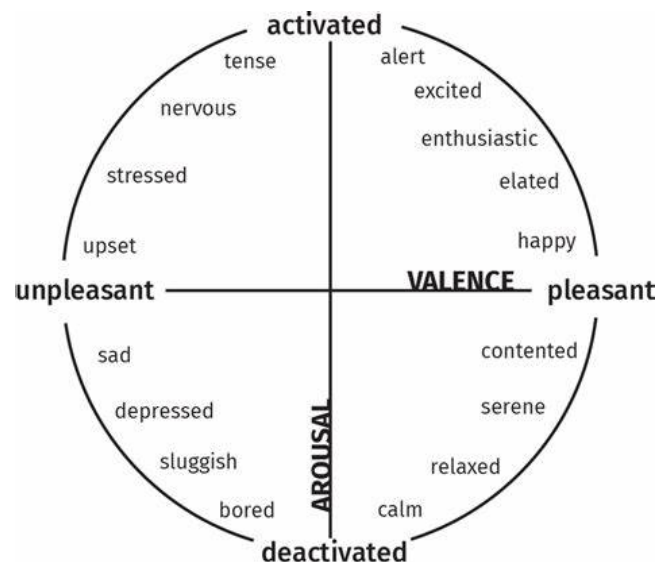 activated
tense
alert
excited
nervous
enthusiastic
stressed
elated
happy
upset
VALENCE
unpleasant
pleasant
contented
sad
serene
depressed
AROUSAL
sluggish
relaxed
bored
calm
deactivated